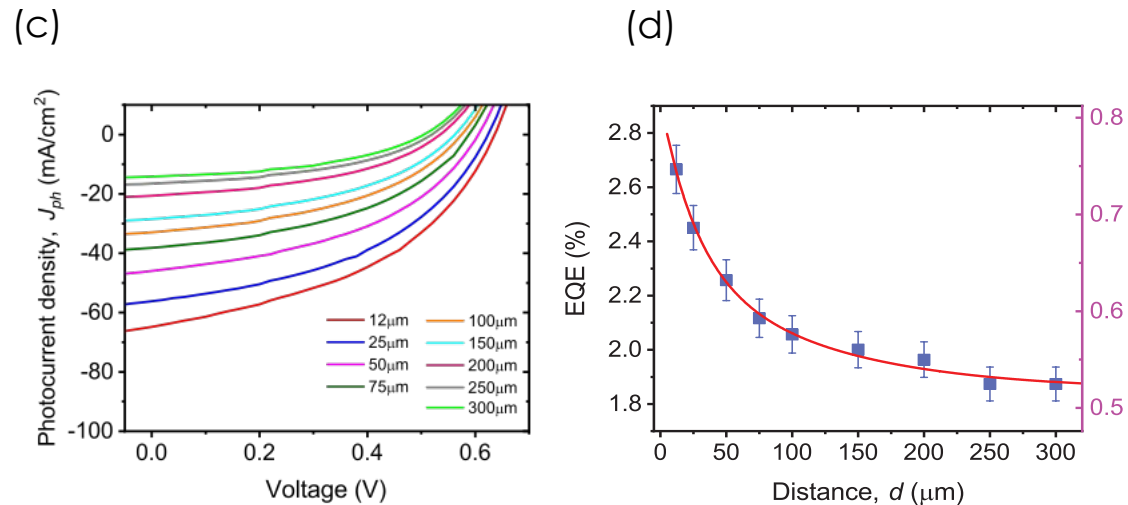 (c)
(d)
Photocurrent density, J_ph (mA/cm²)
0
-20
-40
-60
-80
-100
0.0 0.2 0.4 0.6
Voltage (V)
12μm
25μm
50μm
75μm
100μm
150μm
200μm
250μm
300μm
EQE (%)
2.8
2.6
2.4
2.2
2.0
1.8
0.8
0.7
0.6
0.5
0 50 100 150 200 250 300
Distance, d (μm)